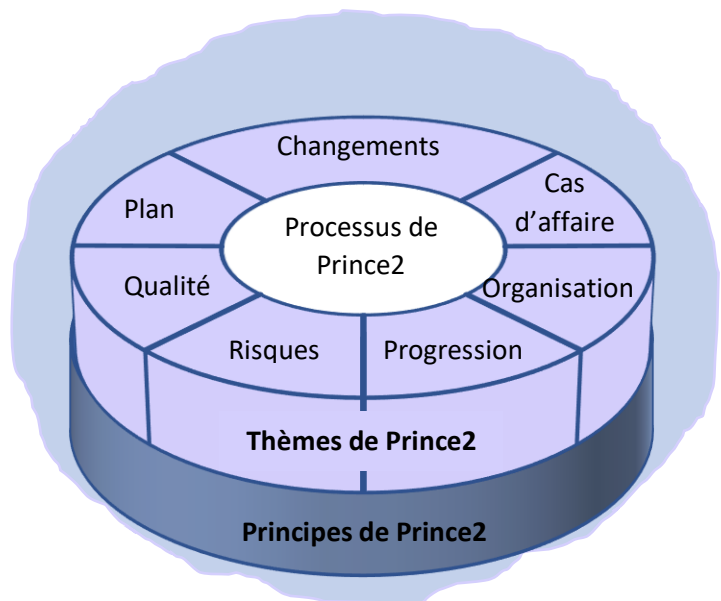 Changements
Cas
d'affaire
Plan
Processus de
Prince2
Qualité
Organisation
Risques
Progression
Thèmes de Prince2
Principes de Prince2